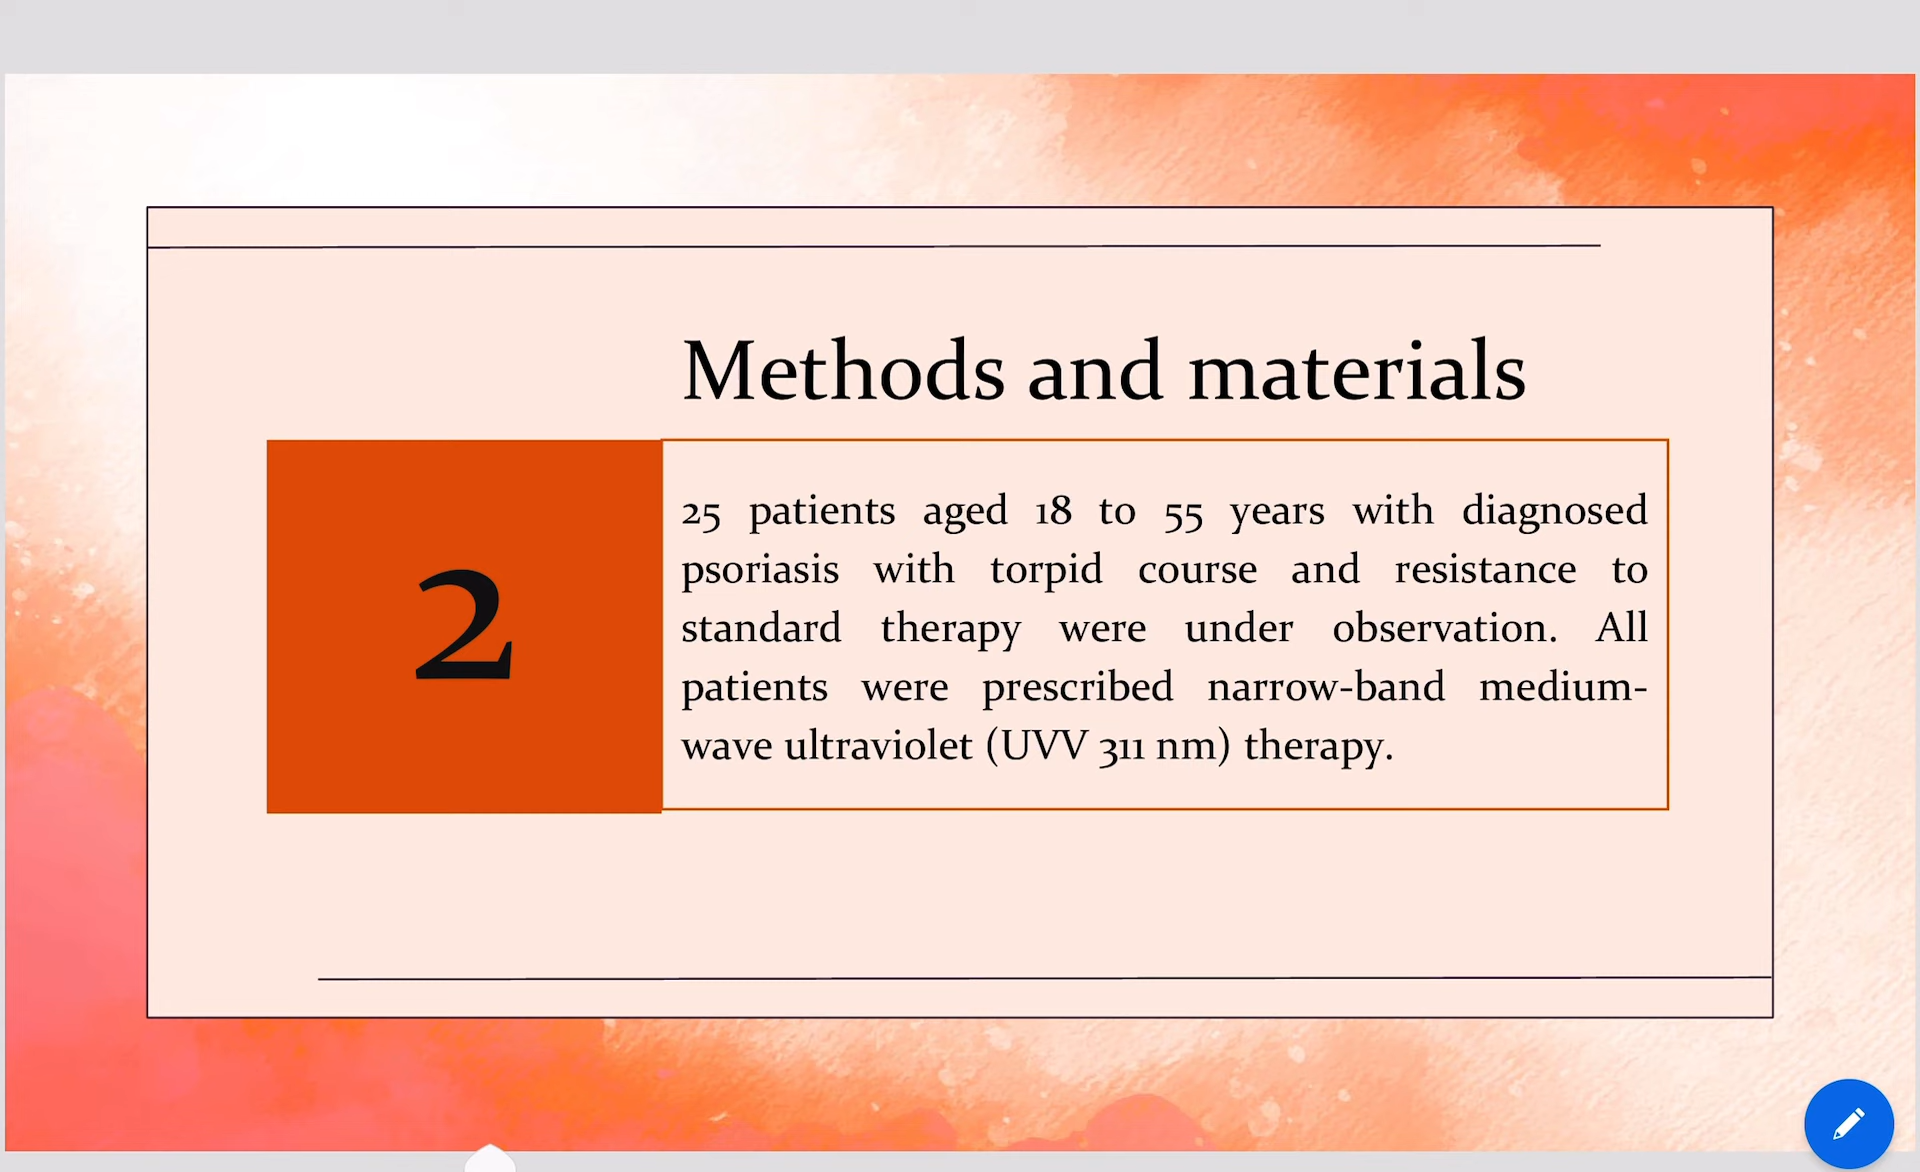 Methods and materials
2
25 patients aged 18 to 55 years with diagnosed
psoriasis with torpid course and resistance to
standard therapy were under observation. All
patients were prescribed narrow-band medium-
wave ultraviolet (UVV 311 nm) therapy.